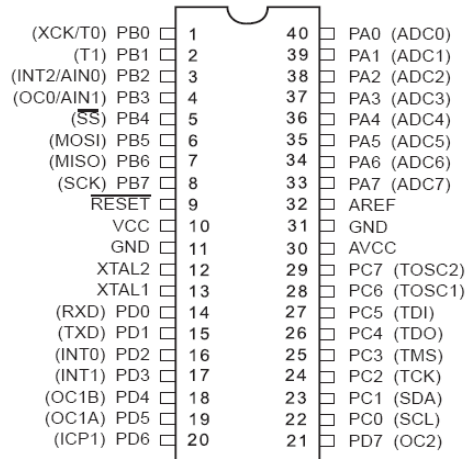 (XCK/T0) PB0 1 40 PA0 (ADC0)
(T1) PB1 2 39 PA1 (ADC1)
(INT2/AIN0) PB2 3 38 PA2 (ADC2)
(OC0/AIN1) PB3 4 37 PA3 (ADC3)
(SS) PB4 5 36 PA4 (ADC4)
(MOSI) PB5 6 35 PA5 (ADC5)
(MISO) PB6 7 34 PA6 (ADC6)
(SCK) PB7 8 33 PA7 (ADC7)
RESET 9 32 AREF
VCC 10 31 GND
GND 11 30 AVCC
XTAL2 12 29 PC7 (TOSC2)
XTAL1 13 28 PC6 (TOSC1)
(RXD) PD0 14 27 PC5 (TDI)
(TXD) PD1 15 26 PC4 (TDO)
(INT0) PD2 16 25 PC3 (TMS)
(INT1) PD3 17 24 PC2 (TCK)
(OC1B) PD4 18 23 PC1 (SDA)
(OC1A) PD5 19 22 PC0 (SCL)
(ICP1) PD6 20 21 PD7 (OC2)